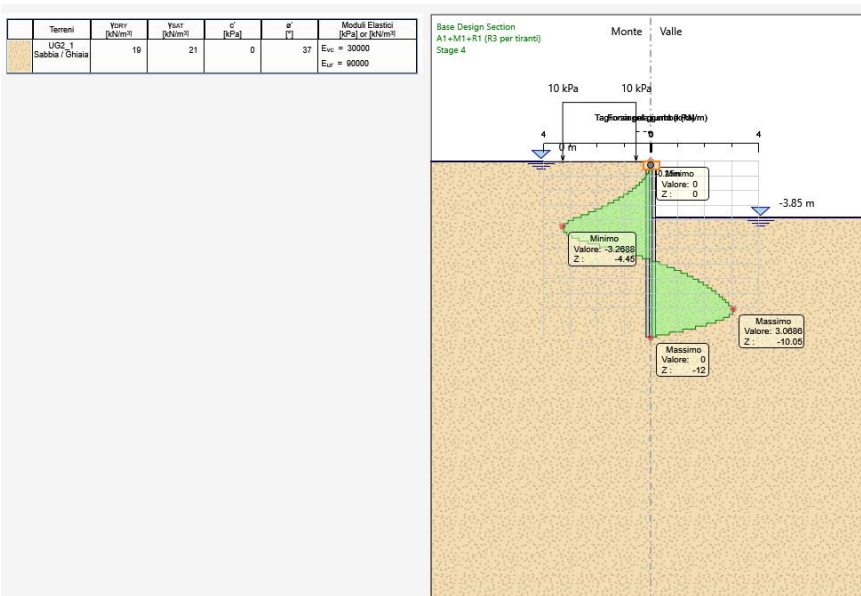 Terreni γDRY [kN/m³] γSAT [kN/m³] c' [kPa] ø' [°] Moduli Elastici [kPa] or [kN/m³]
UG2_1
Sabbia / Ghiaia 19 21 0 37 Evc = 30000
Eur = 90000
Base Design Section
A1+M1+R1 (R3 per tiranti)
Stage 4
Monte Valle
10 kPa 10 kPa
4 0 4
0 m
Minimo
Valore: 0
Z : 0
-3.85 m
Minimo
Valore: -3.2688
Z : -4.45
Massimo
Valore: 3.0686
Z : -10.05
Massimo
Valore: 0
Z : -12